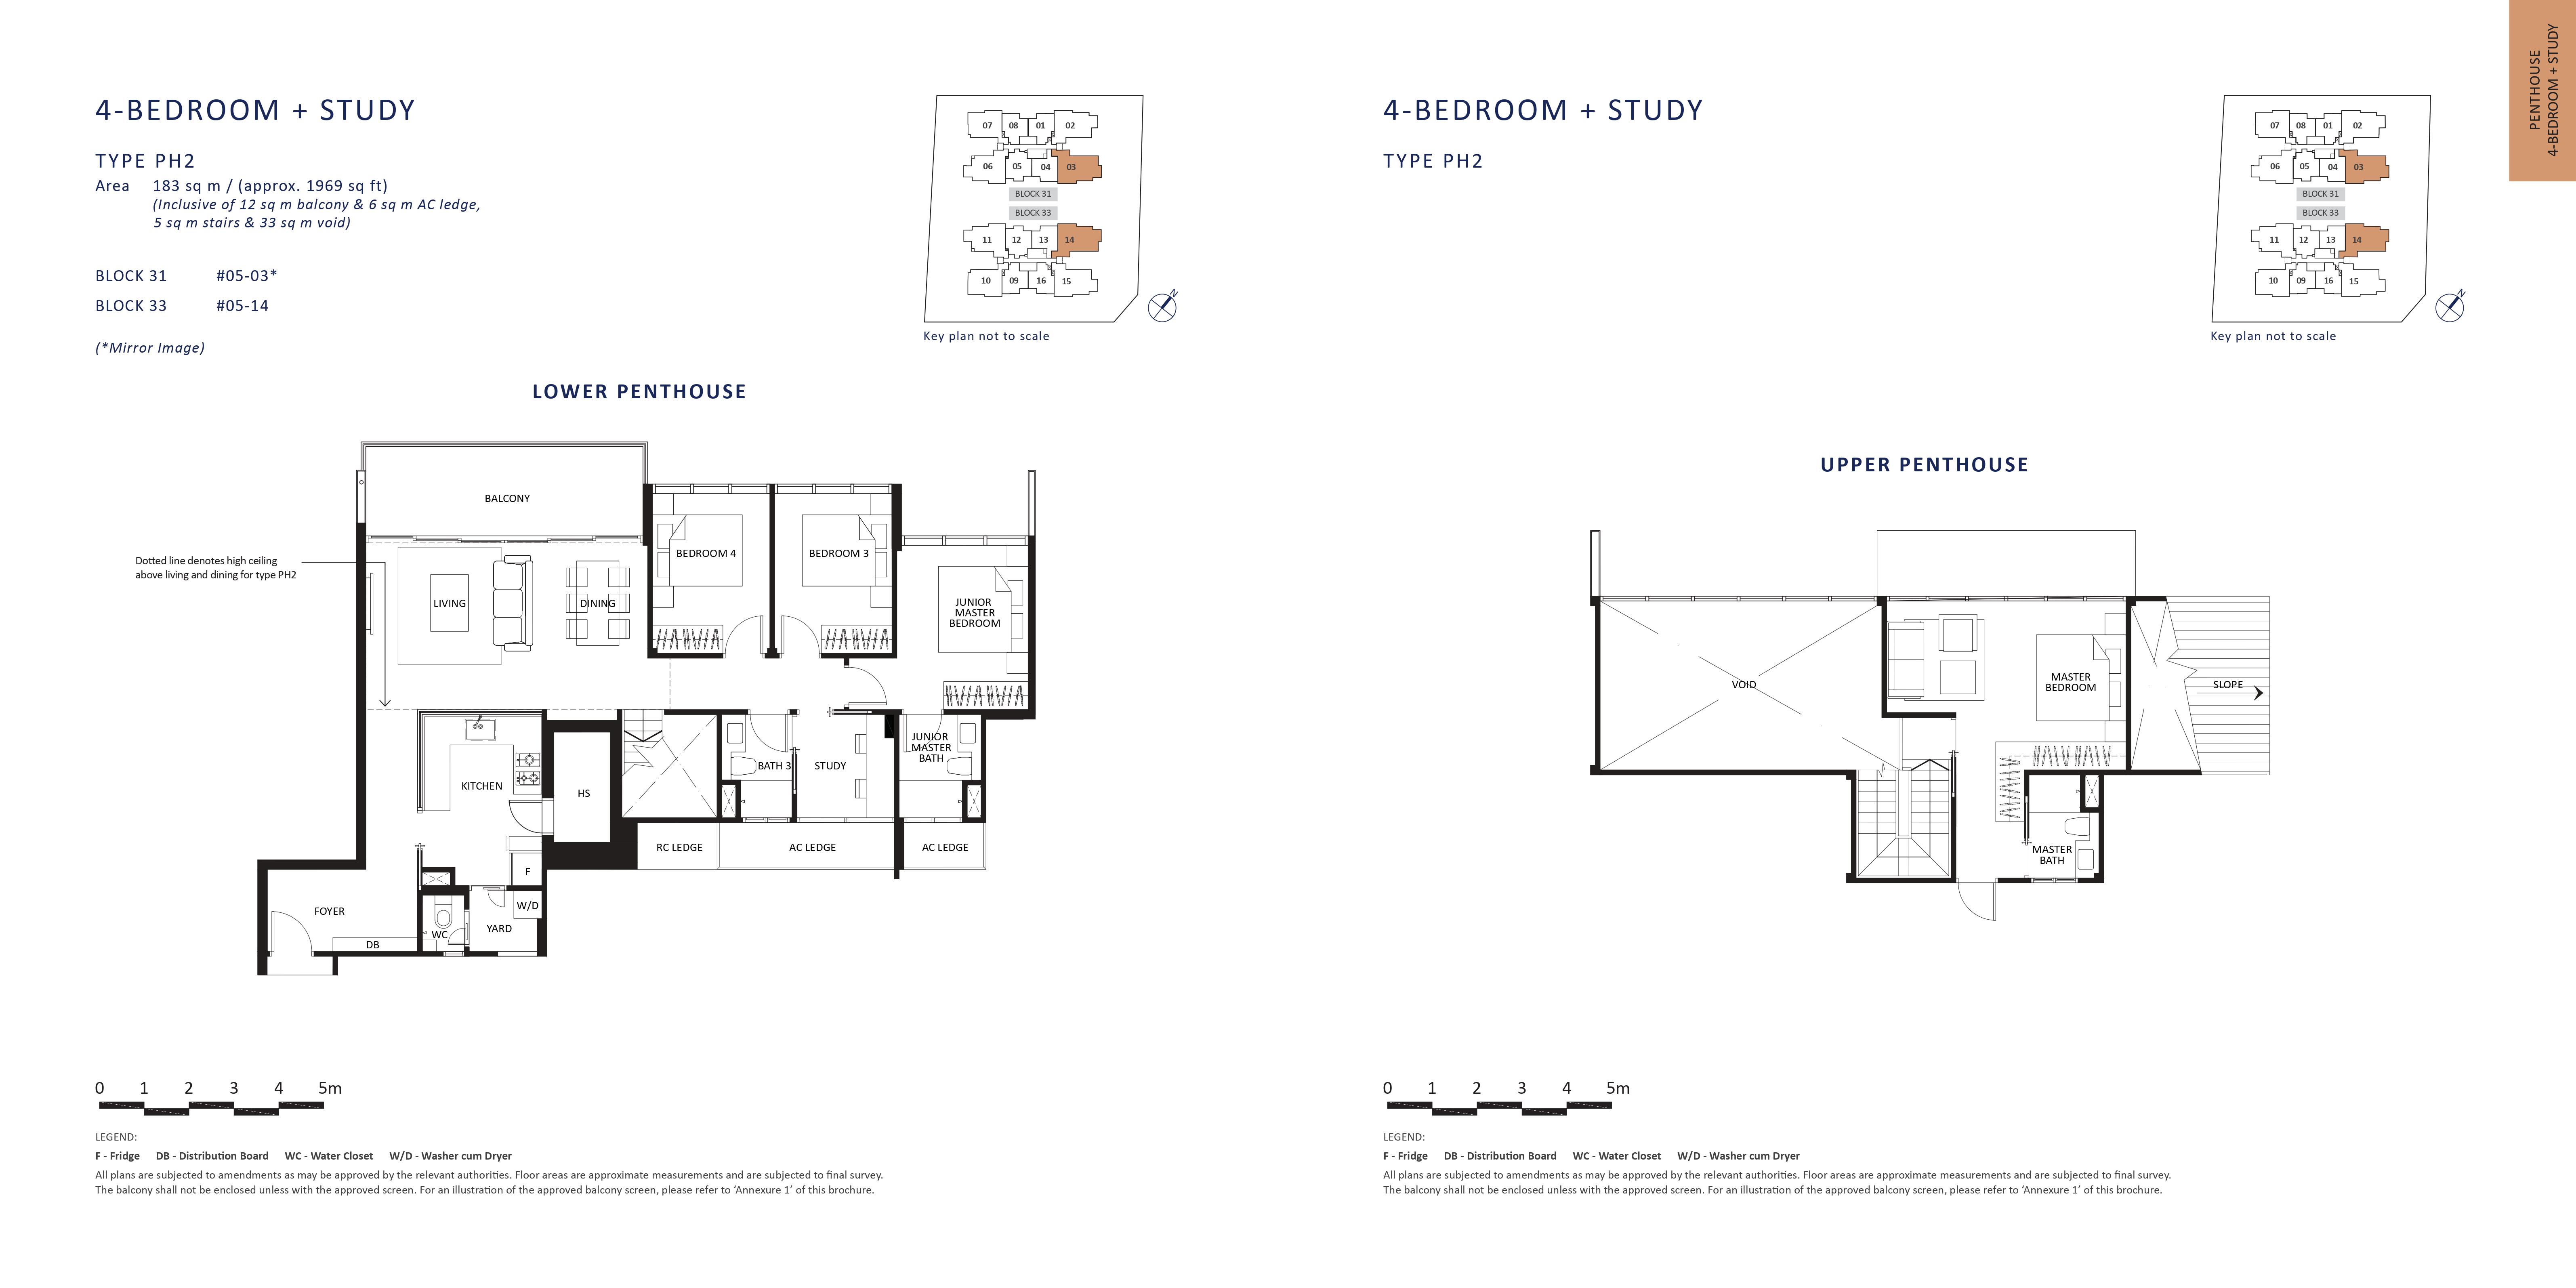 4-BEDROOM + STUDY
TYPE PH2
Area 183 sq m / (approx. 1969 sq ft)
(Inclusive of 12 sq m balcony & 6 sq m AC ledge,
5 sq m stairs & 33 sq m void)
BLOCK 31 #05-03*
BLOCK 33 #05-14
(*Mirror Image)
07 08 01 02
06 05 04 03
BLOCK 31
BLOCK 33
11 12 13 14
10 09 16 15
N
Key plan not to scale
LOWER PENTHOUSE
BALCONY
Dotted line denotes high ceiling
above living and dining for type PH2
BEDROOM 4
BEDROOM 3
LIVING
DINING
JUNIOR
MASTER
BEDROOM
KITCHEN
HS
BATH 3
STUDY
JUNIOR
MASTER
BATH
RC LEDGE
AC LEDGE
AC LEDGE
F
W/D
FOYER
DB
WC
YARD
0 1 2 3 4 5m
LEGEND:
F - Fridge DB - Distribution Board WC - Water Closet W/D - Washer cum Dryer
All plans are subjected to amendments as may be approved by the relevant authorities. Floor areas are approximate measurements and are subjected to final survey.
The balcony shall not be enclosed unless with the approved screen. For an illustration of the approved balcony screen, please refer to ‘Annexure 1’ of this brochure.
4-BEDROOM + STUDY
TYPE PH2
07 08 01 02
06 05 04 03
BLOCK 31
BLOCK 33
11 12 13 14
10 09 16 15
N
Key plan not to scale
PENTHOUSE
4-BEDROOM + STUDY
UPPER PENTHOUSE
VOID
MASTER
BEDROOM
SLOPE
MASTER
BATH
0 1 2 3 4 5m
LEGEND:
F - Fridge DB - Distribution Board WC - Water Closet W/D - Washer cum Dryer
All plans are subjected to amendments as may be approved by the relevant authorities. Floor areas are approximate measurements and are subjected to final survey.
The balcony shall not be enclosed unless with the approved screen. For an illustration of the approved balcony screen, please refer to ‘Annexure 1’ of this brochure.